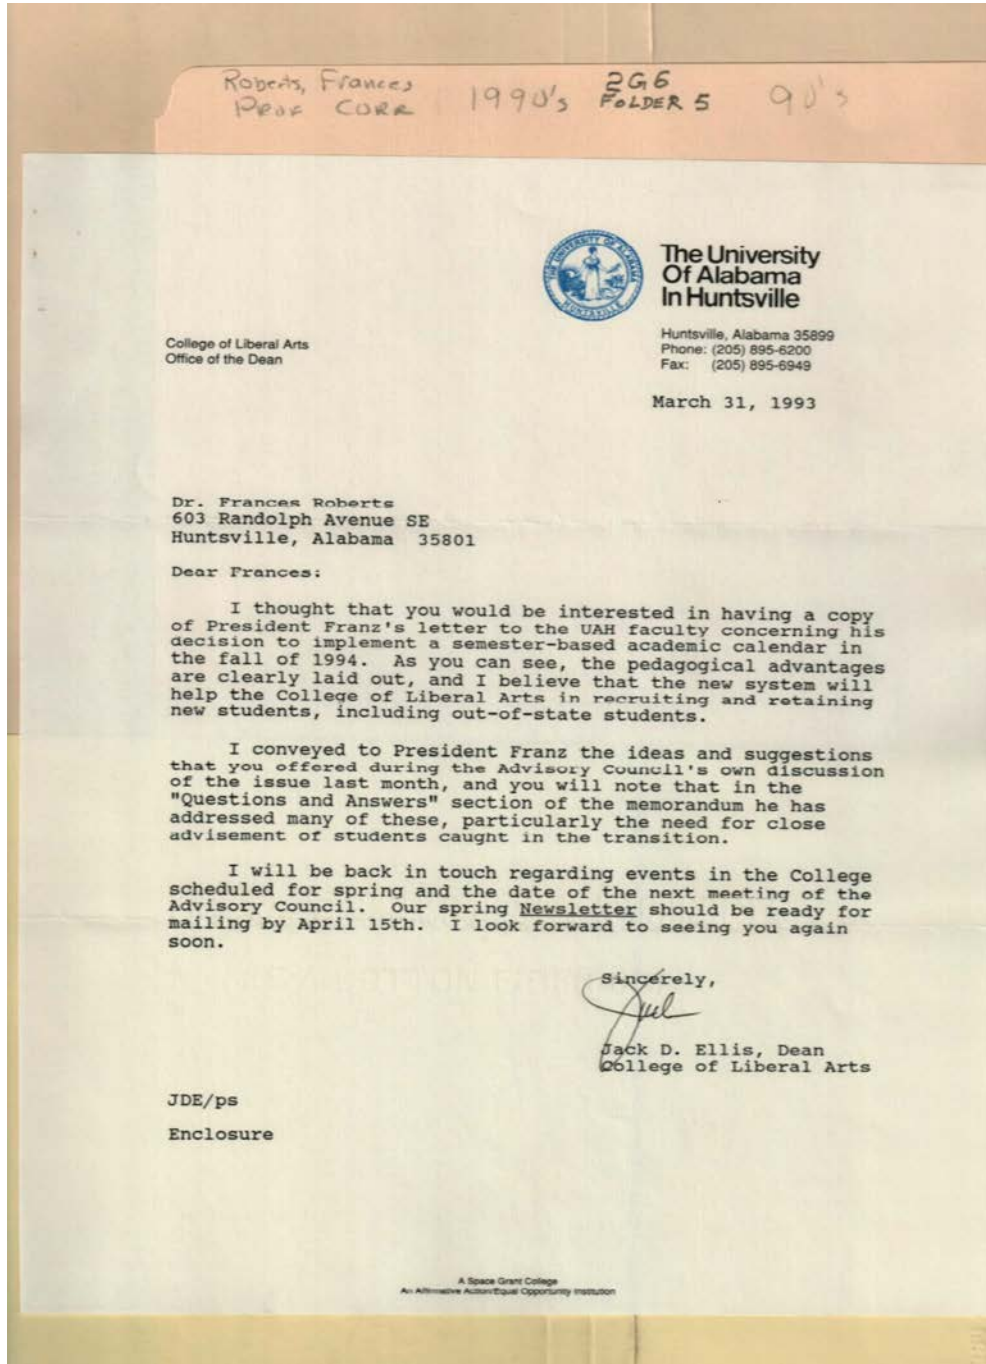 Roberts, Frances
Prof CORR
1990's
2G6
FOLDER 5
90's
THE UNIVERSITY OF ALABAMA
HUNTSVILLE
The University
Of Alabama
In Huntsville
College of Liberal Arts
Office of the Dean
Huntsville, Alabama 35899
Phone: (205) 895-6200
Fax: (205) 895-6949
March 31, 1993
Dr. Frances Roberts
603 Randolph Avenue SE
Huntsville, Alabama 35801
Dear Frances:
I thought that you would be interested in having a copy
of President Franz's letter to the UAH faculty concerning his
decision to implement a semester-based academic calendar in
the fall of 1994. As you can see, the pedagogical advantages
are clearly laid out, and I believe that the new system will
help the College of Liberal Arts in recruiting and retaining
new students, including out-of-state students.
I conveyed to President Franz the ideas and suggestions
that you offered during the Advisory Council's own discussion
of the issue last month, and you will note that in the
"Questions and Answers" section of the memorandum he has
addressed many of these, particularly the need for close
advisement of students caught in the transition.
I will be back in touch regarding events in the College
scheduled for spring and the date of the next meeting of the
Advisory Council. Our spring Newsletter should be ready for
mailing by April 15th. I look forward to seeing you again
soon.
Sincerely,
Jack D. Ellis, Dean
College of Liberal Arts
JDE/ps
Enclosure
A Space Grant College
An Affirmative Action/Equal Opportunity Institution